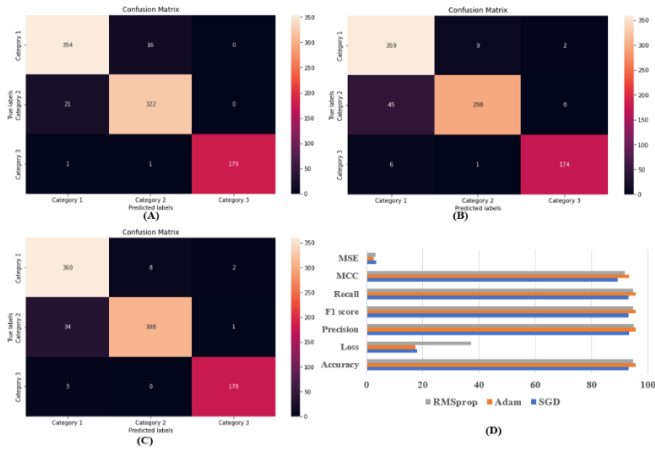 Confusion Matrix
Category 1
Category 2
Category 3
True labels
354 16 0
21 322 0
1 1 179
Category 1 Category 2 Category 3
Predicted labels
350
300
250
200
150
100
50
0
(A)
Confusion Matrix
Category 1
Category 2
Category 3
True labels
359 9 2
45 298 0
6 1 174
Category 1 Category 2 Category 3
Predicted labels
350
300
250
200
150
100
50
0
(B)
Confusion Matrix
Category 1
Category 2
Category 3
True labels
360 8 2
34 308 1
3 0 178
Category 1 Category 2 Category 3
Predicted labels
350
300
250
200
150
100
50
0
(C)
MSE
MCC
Recall
F1 score
Precision
Loss
Accuracy
0 20 40 60 80 100
RMSprop Adam SGD
(D)